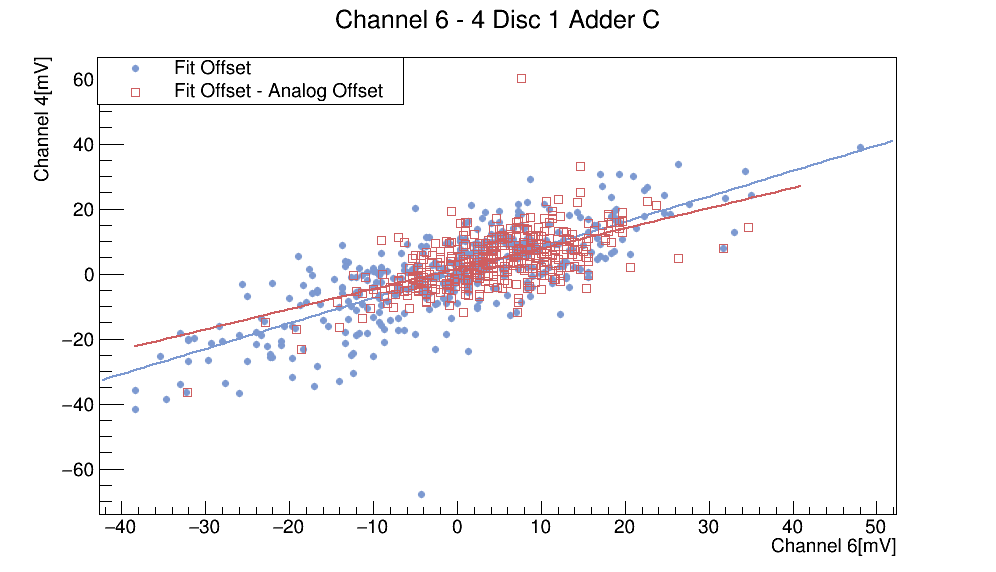 Channel 6 - 4 Disc 1 Adder C
Channel 4[mV]
Fit Offset
Fit Offset - Analog Offset
60
40
20
0
−20
−40
−60
−40 −30 −20 −10 0 10 20 30 40 50
Channel 6[mV]